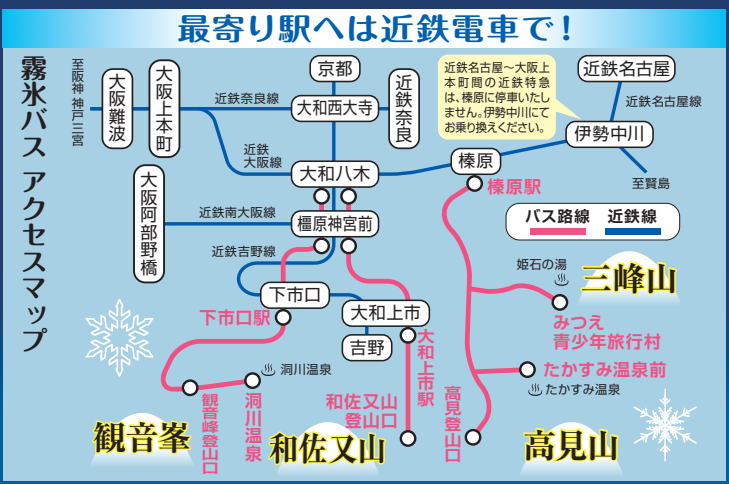 最寄り駅へは近鉄電車で!
霧氷バス アクセスマップ
至阪神 神戸三宮
大阪難波
大阪上本町
近鉄奈良線
京都
大和西大寺
近鉄奈良
近鉄名古屋～大阪上
本町間の近鉄特急
は、榛原に停車いたし
ません。伊勢中川にて
お乗り換えください。
近鉄名古屋
近鉄名古屋線
伊勢中川
至賢島
近鉄
大阪線
大和八木
榛原
榛原駅
大阪阿部野橋
近鉄南大阪線
橿原神宮前
バス路線
近鉄線
近鉄吉野線
下市口
下市口駅
大和上市
吉野
大和上市駅
姫石の湯
三峰山
みつえ
青少年旅行村
たかすみ温泉前
たかすみ温泉
洞川温泉
観音峰登山口
洞川温泉
和佐又山
登山口
高見登山口
観音峯
和佐又山
高見山